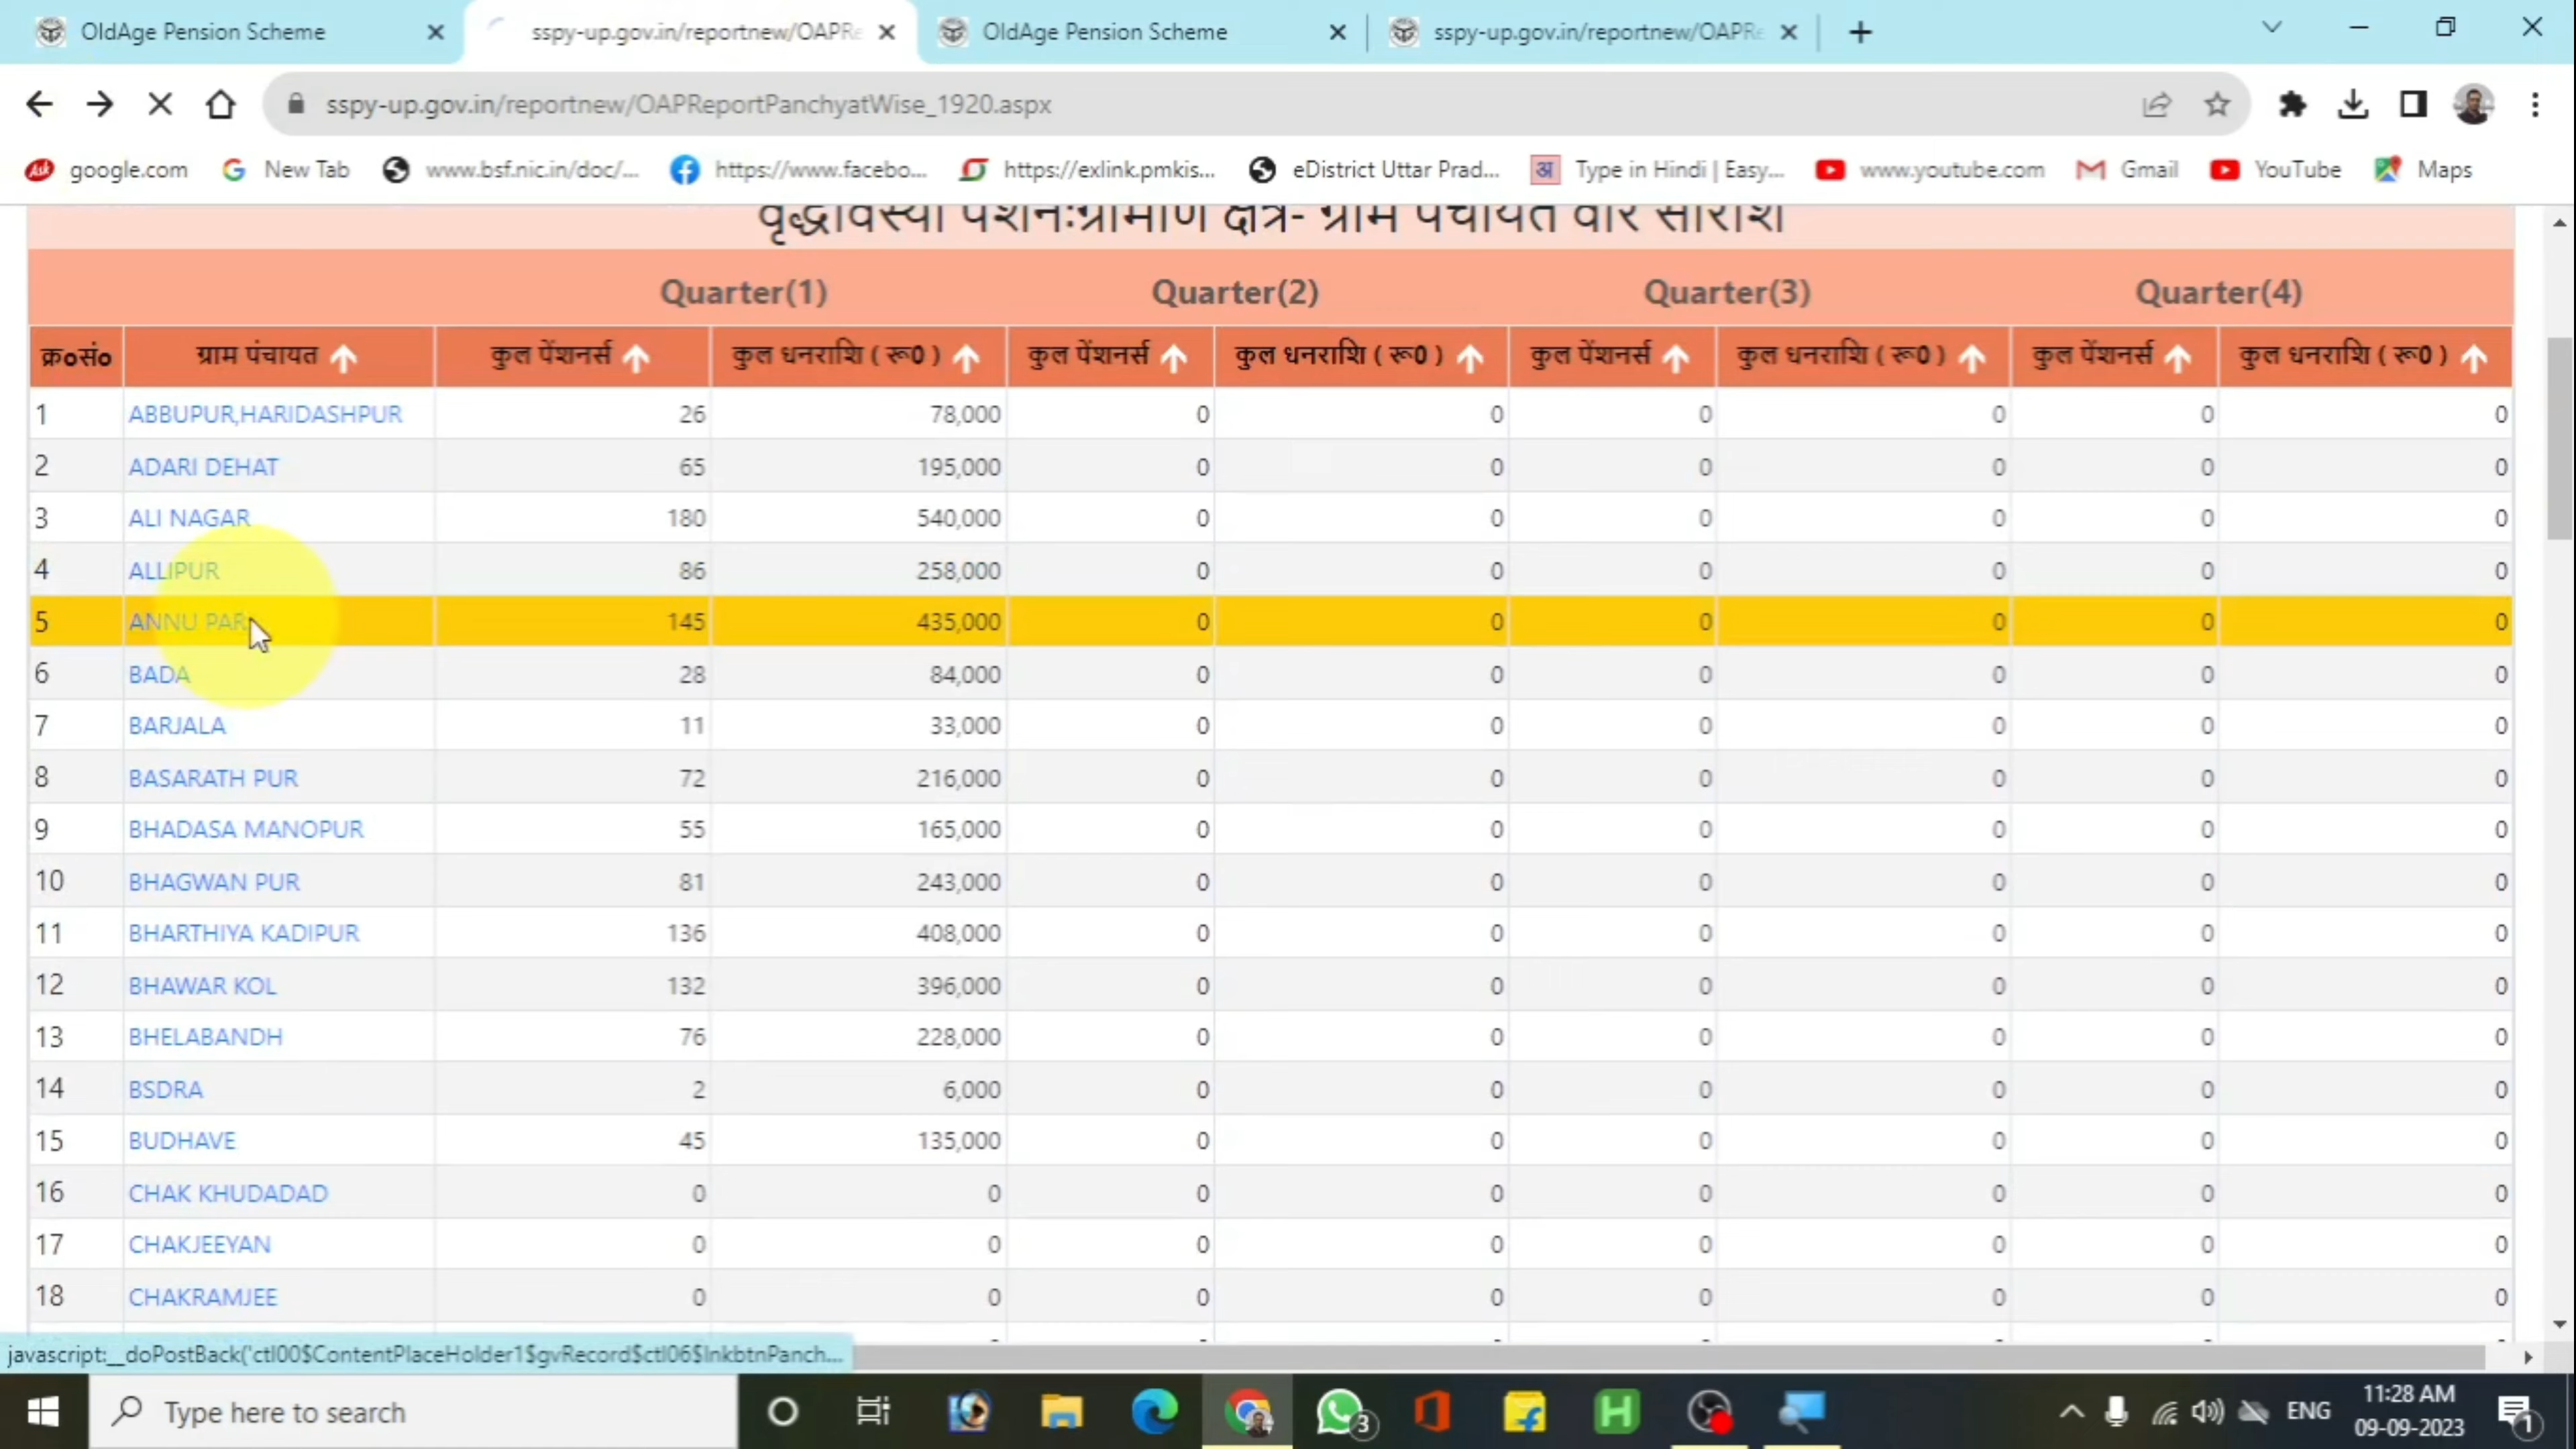 OldAge Pension Scheme sspy-up.gov.in/reportnew/OAPRe OldAge Pension Scheme sspy-up.gov.in/reportnew/OAPRe
sspy-up.gov.in/reportnew/OAPReportPanchyatWise_1920.aspx
Ask google.com New Tab www.bsf.nic.in/doc/... https://www.facebo... https://exlink.pmkis... eDistrict Uttar Prad... अ Type in Hindi | Easy... www.youtube.com Gmail YouTube Maps
वृद्धावस्था पेंशन:ग्रामीण क्षेत्र- ग्राम पंचायत वार सारांश
Quarter(1) Quarter(2) Quarter(3) Quarter(4)
क्र०सं० ग्राम पंचायत कुल पेंशनर्स कुल धनराशि ( रू0 ) कुल पेंशनर्स कुल धनराशि ( रू0 ) कुल पेंशनर्स कुल धनराशि ( रू0 ) कुल पेंशनर्स कुल धनराशि ( रू0 )
1 ABBUPUR,HARIDASHPUR 26 78,000 0 0 0 0 0 0
2 ADARI DEHAT 65 195,000 0 0 0 0 0 0
3 ALI NAGAR 180 540,000 0 0 0 0 0 0
4 ALLIPUR 86 258,000 0 0 0 0 0 0
5 ANNU PAR 145 435,000 0 0 0 0 0 0
6 BADA 28 84,000 0 0 0 0 0 0
7 BARJALA 11 33,000 0 0 0 0 0 0
8 BASARATH PUR 72 216,000 0 0 0 0 0 0
9 BHADASA MANOPUR 55 165,000 0 0 0 0 0 0
10 BHAGWAN PUR 81 243,000 0 0 0 0 0 0
11 BHARTHIYA KADIPUR 136 408,000 0 0 0 0 0 0
12 BHAWAR KOL 132 396,000 0 0 0 0 0 0
13 BHELABANDH 76 228,000 0 0 0 0 0 0
14 BSDRA 2 6,000 0 0 0 0 0 0
15 BUDHAVE 45 135,000 0 0 0 0 0 0
16 CHAK KHUDADAD 0 0 0 0 0 0 0 0
17 CHAKJEEYAN 0 0 0 0 0 0 0 0
18 CHAKRAMJEE 0 0 0 0 0 0 0 0
javascript:__doPostBack('ctl00$ContentPlaceHolder1$gvRecord$ctl06$lnkbtnPanch...
Type here to search 3 ENG 11:28 AM
09-09-2023 1